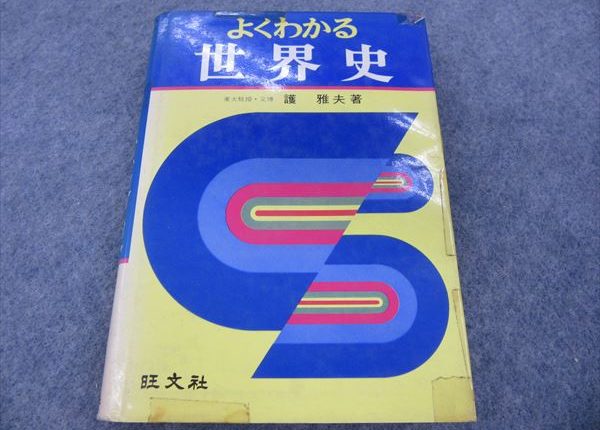 よくわかる
世界史
東大教授・文博 護 雅夫著
旺文社